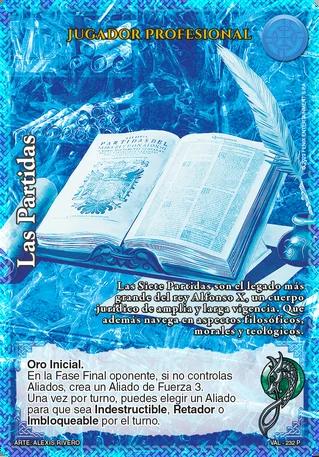 JUGADOR PROFESIONAL
Las Partidas
PARTIDAS DEL
Las Siete Partidas son el legado más
grande del rey Alfonso X, un cuerpo
jurídico de amplia y larga vigencia. Que
además navega en aspectos filosóficos,
morales y teológicos.
Oro Inicial.
En la Fase Final oponente, si no controlas
Aliados, crea un Aliado de Fuerza 3.
Una vez por turno, puedes elegir un Aliado
para que sea Indestructible, Retador o
Imbloqueable por el turno.
ARTE: ALEXIS RIVERO
VAL - 232 P